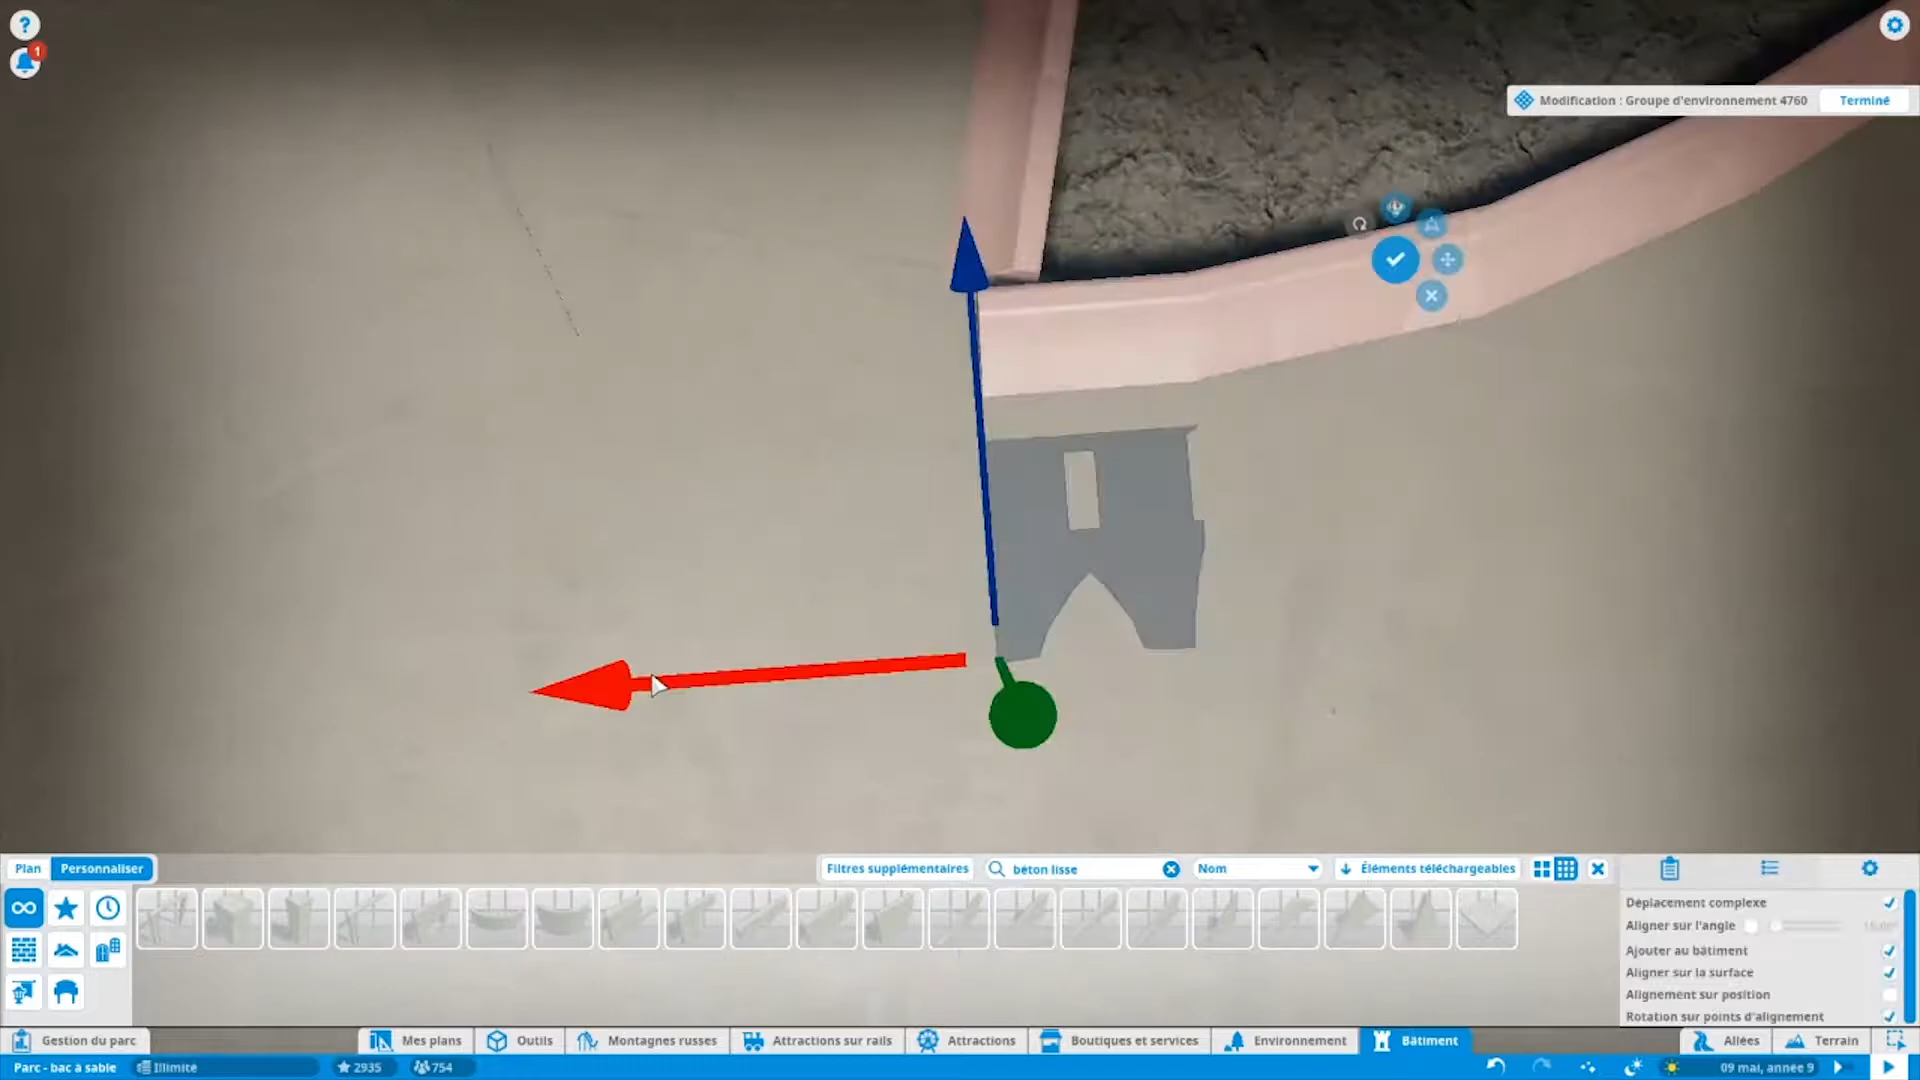 ?
1
Modification : Groupe d'environnement 4760
Terminé
Plan
Personnaliser
Filtres supplémentaires
béton lisse
Nom
Éléments téléchargeables
Déplacement complexe
Aligner sur l'angle
Ajouter au bâtiment
Aligner sur la surface
Alignement sur position
Rotation sur points d'alignement
Gestion du parc
Mes plans
Outils
Montagnes russes
Attractions sur rails
Attractions
Boutiques et services
Environnement
Bâtiment
Allées
Terrain
Parc - bac à sable
Illimité
2935
754
09 mai, année 9